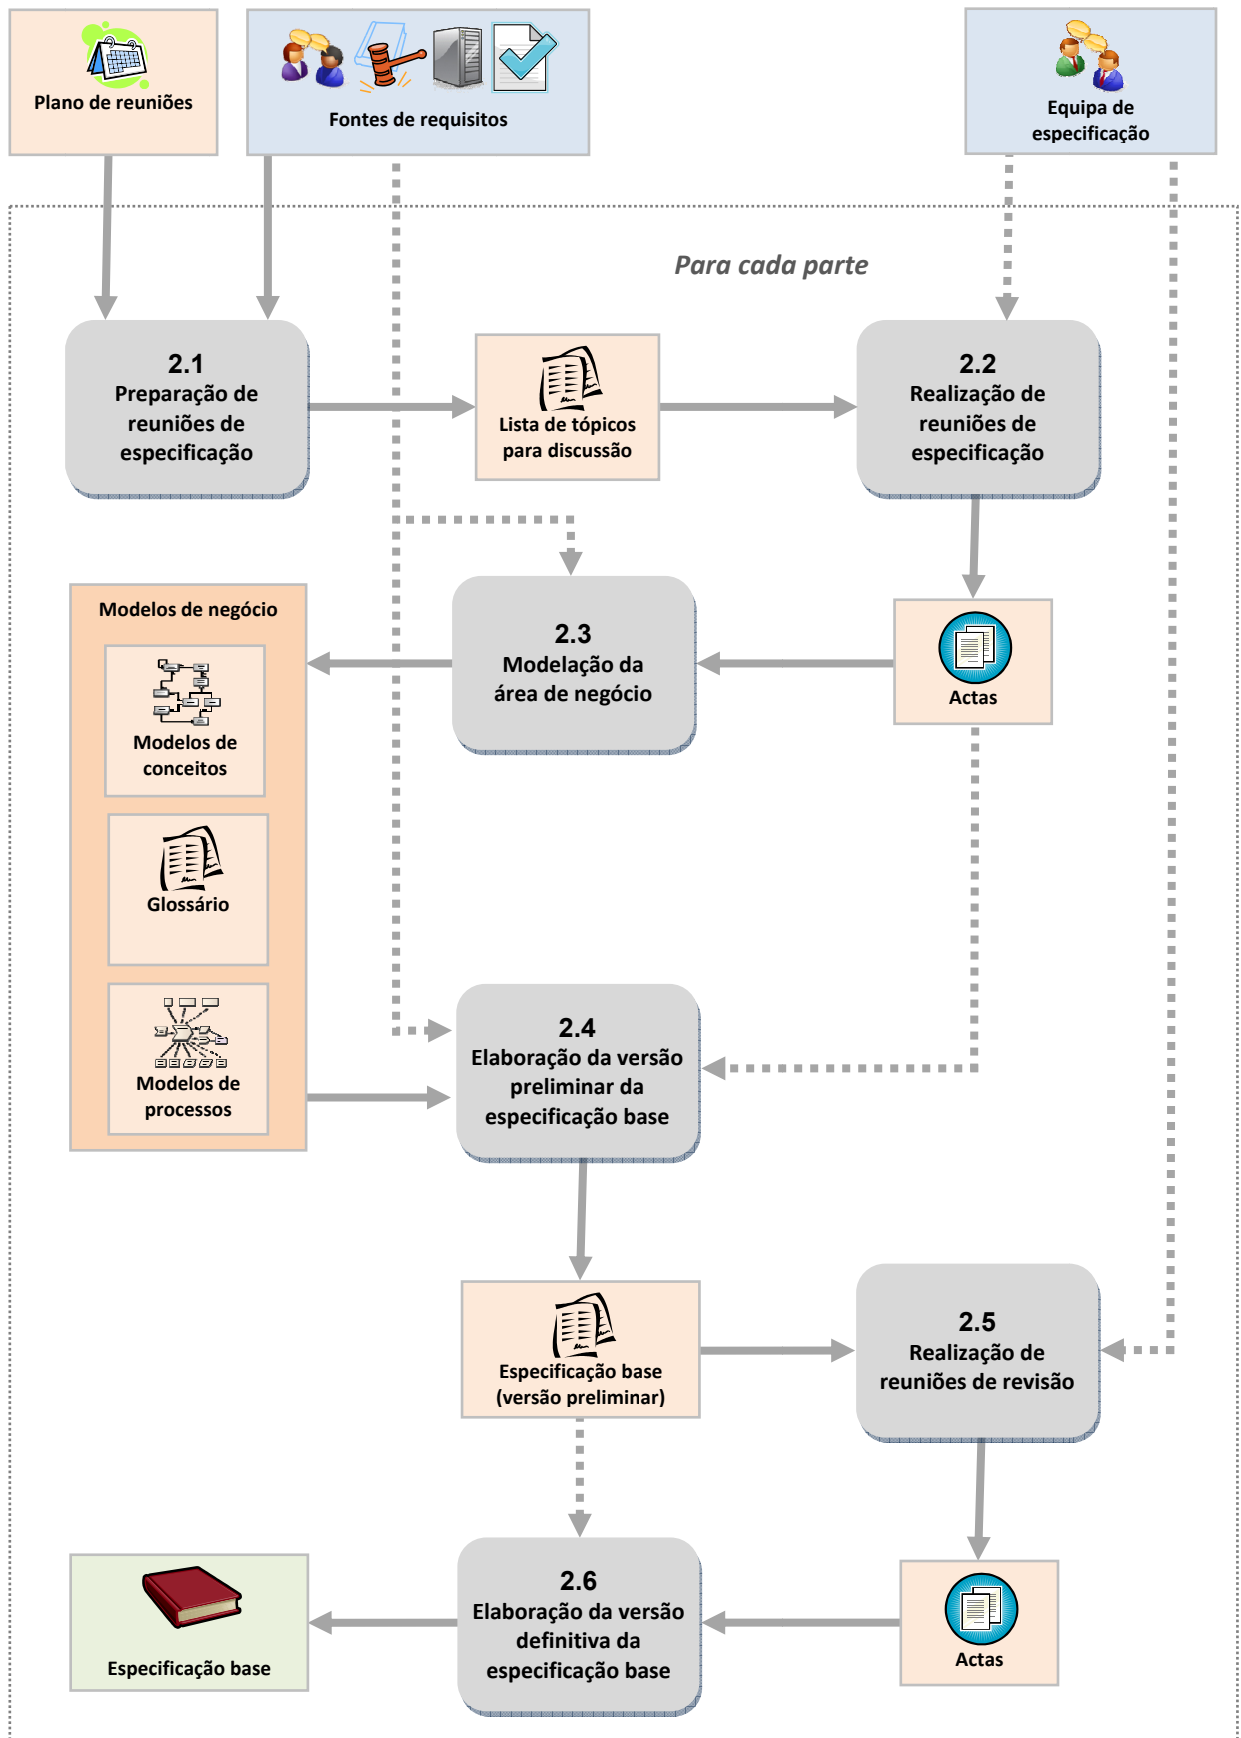 Plano de reuniões
Fontes de requisitos
Equipa de
especificação
Para cada parte
2.1
Preparação de
reuniões de
especificação
Lista de tópicos
para discussão
2.2
Realização de
reuniões de
especificação
Modelos de negócio
Modelos de
conceitos
Glossário
Modelos de
processos
2.3
Modelação da
área de negócio
Actas
2.4
Elaboração da versão
preliminar da
especificação base
Especificação base
(versão preliminar)
2.5
Realização de
reuniões de revisão
Especificação base
2.6
Elaboração da versão
definitiva da
especificação base
Actas